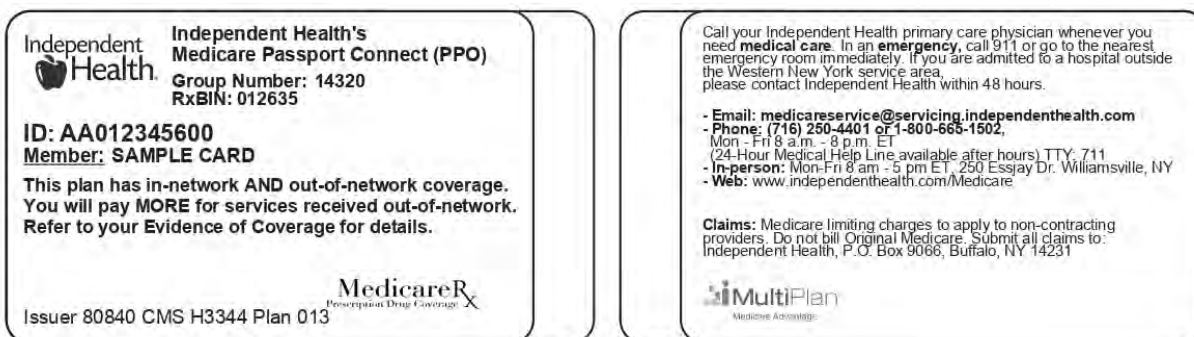 Independent
Health.
Independent Health's
Medicare Passport Connect (PPO)
Group Number: 14320
RxBIN: 012635
ID: AA012345600
Member: SAMPLE CARD
This plan has in-network AND out-of-network coverage.
You will pay MORE for services received out-of-network.
Refer to your Evidence of Coverage for details.
MedicareRx
Prescription Drug Coverage
Issuer 80840 CMS H3344 Plan 013
Call your Independent Health primary care physician whenever you
need medical care. In an emergency, call 911 or go to the nearest
emergency room immediately. If you are admitted to a hospital outside
the Western New York service area,
please contact Independent Health within 48 hours.
- Email: medicareservice@servicing.independenthealth.com
- Phone: (716) 250-4401 or 1-800-665-1502,
Mon - Fri 8 a.m. - 8 p.m. ET
(24-Hour Medical Help Line available after hours) TTY: 711
- In-person: Mon-Fri 8 am - 5 pm ET, 250 Essjay Dr. Williamsville, NY
- Web: www.independenthealth.com/Medicare
Claims: Medicare limiting charges to apply to non-contracting
providers. Do not bill Original Medicare. Submit all claims to:
Independent Health, P.O. Box 9066, Buffalo, NY 14231
MultiPlan
Medicare Advantage